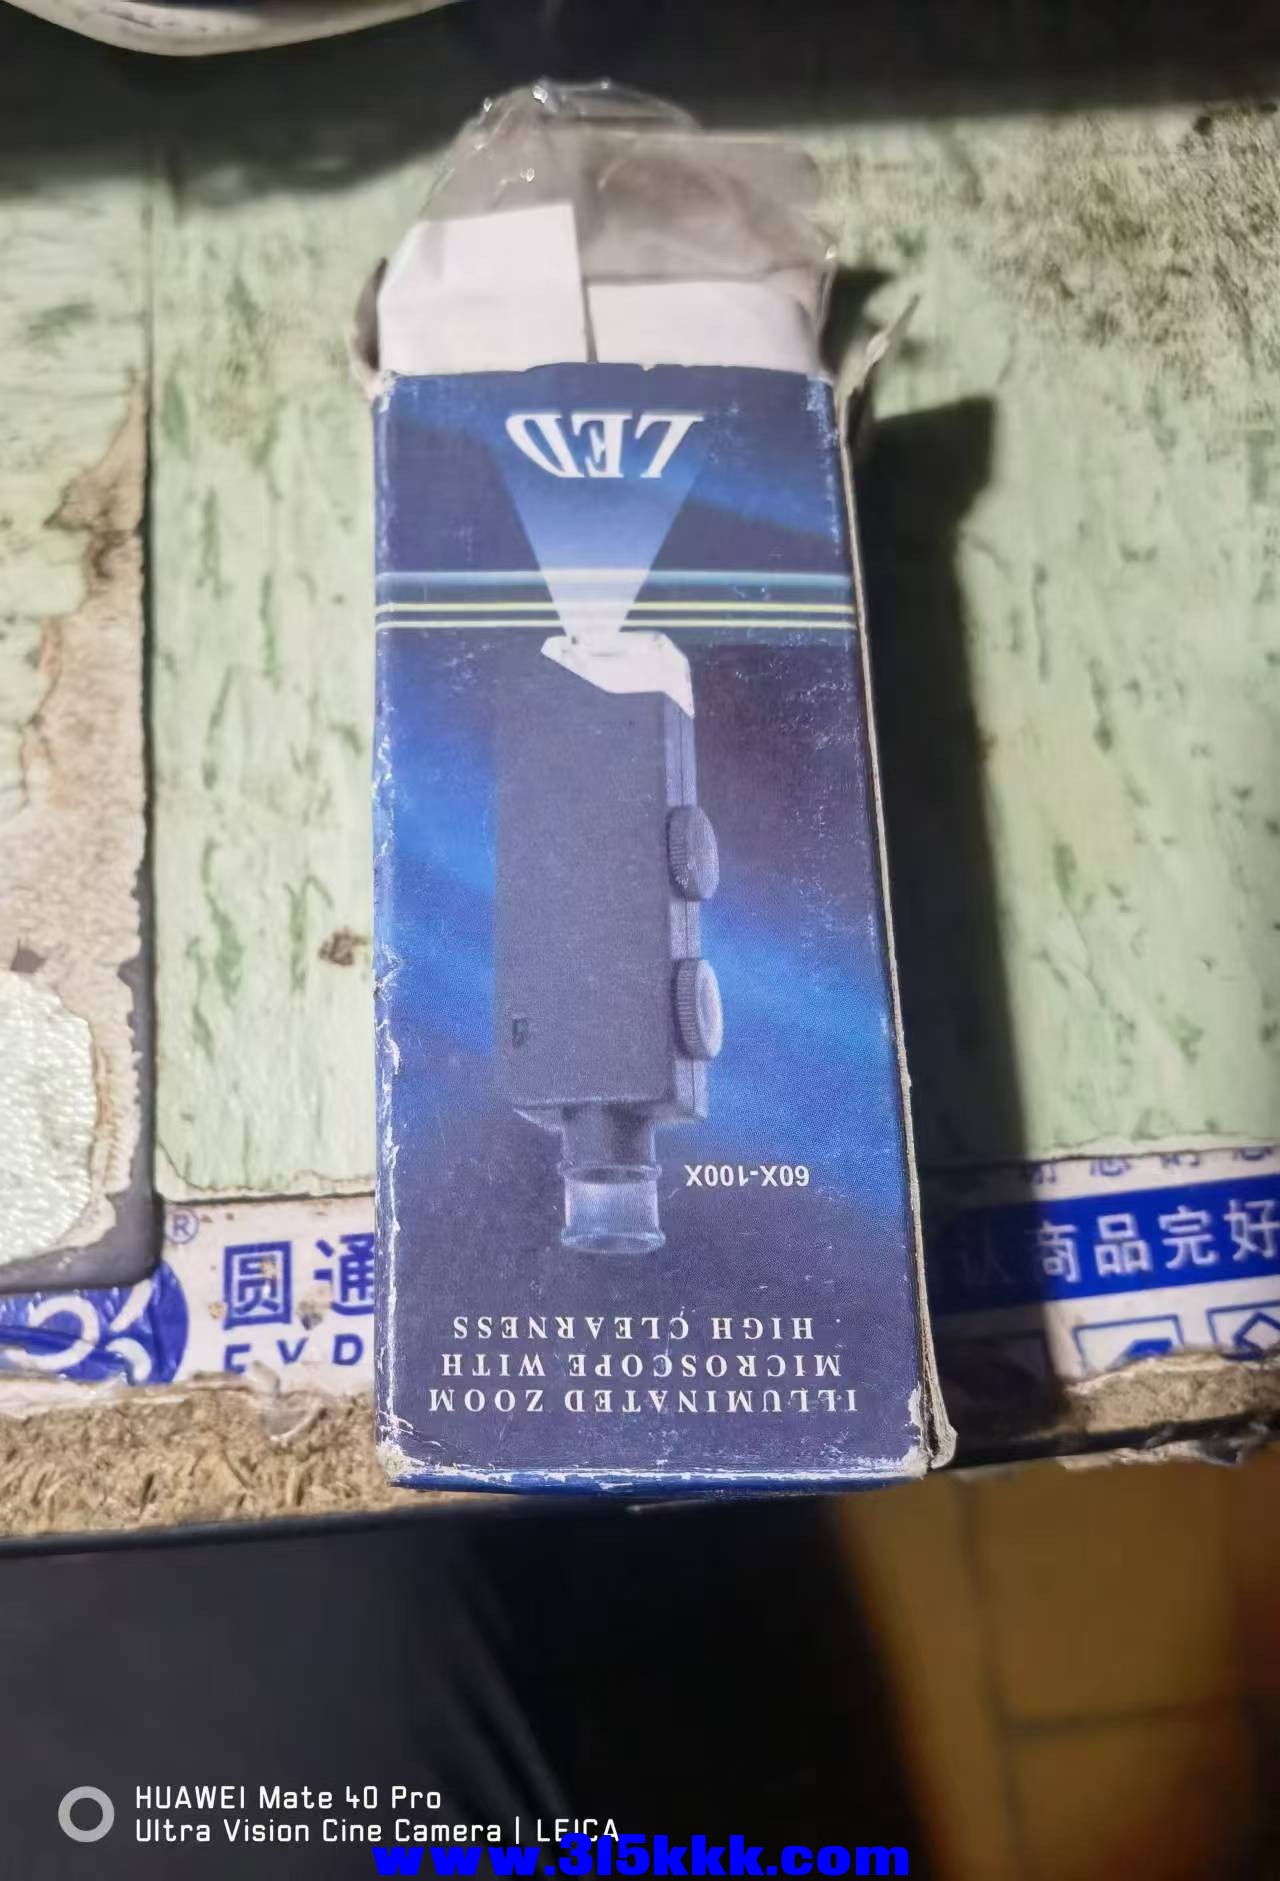 LED
60X-100X
ILLUMINATED ZOOM
MICROSCOPE WITH
HIGH CLEARNESS
® 圆通
认商品完好
HUAWEI Mate 40 Pro
Ultra Vision Cine Camera | LEICA
www.315kkk.com